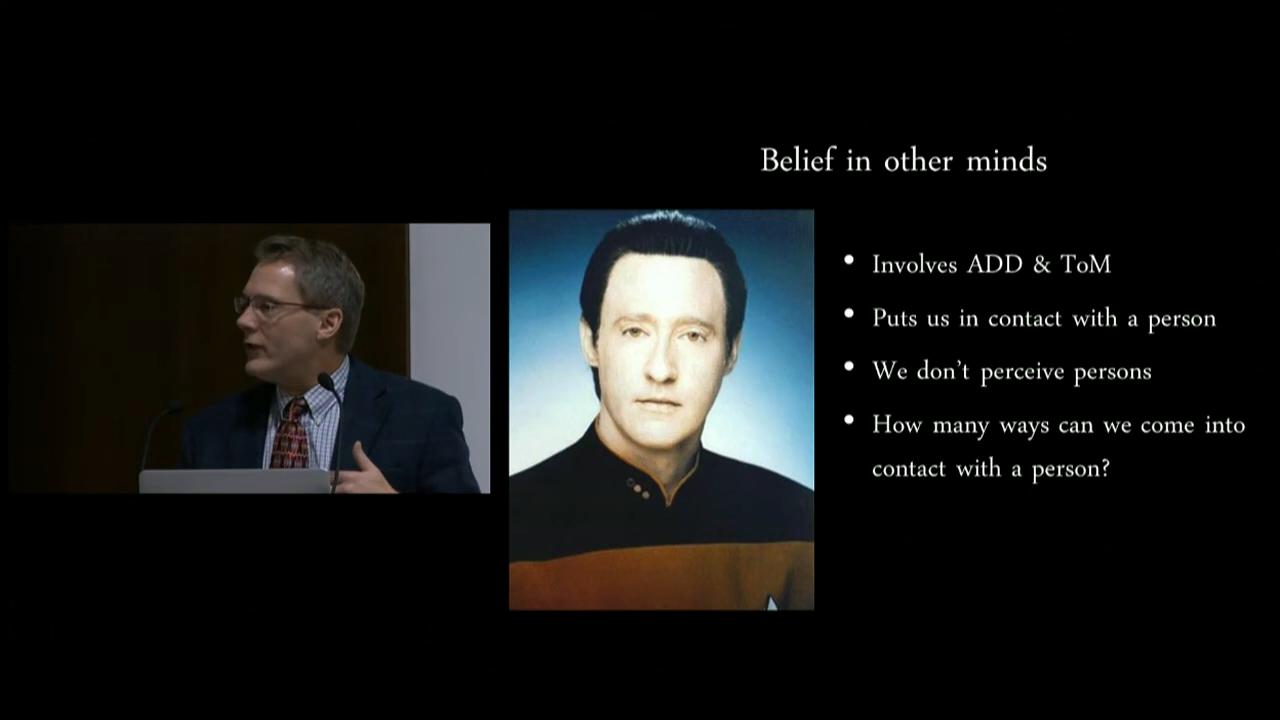 Belief in other minds
• Involves ADD & ToM
• Puts us in contact with a person
• We don't perceive persons
• How many ways can we come into
contact with a person?